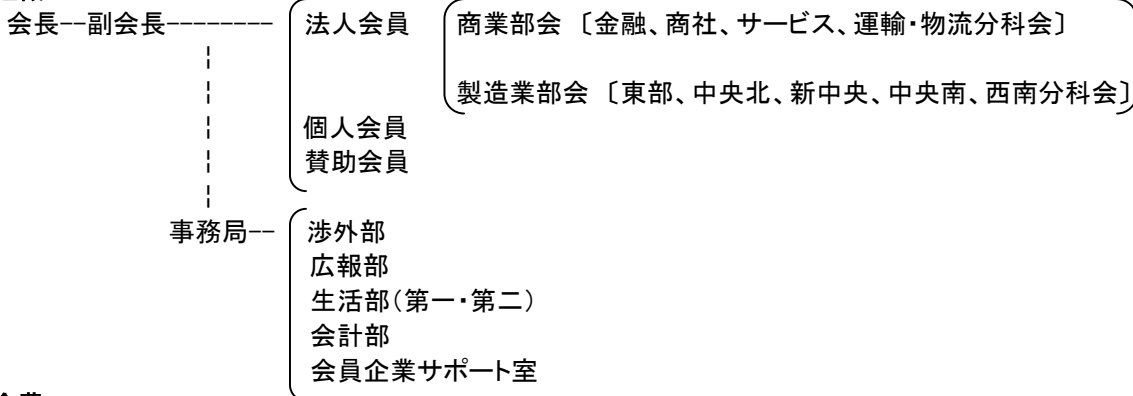 会長--副会長-------- 法人会員 商業部会 〔金融、商社、サービス、運輸・物流分科会〕
製造業部会 〔東部、中央北、新中央、中央南、西南分科会〕
個人会員
賛助会員
事務局-- 渉外部
広報部
生活部(第一・第二)
会計部
会員企業サポート室